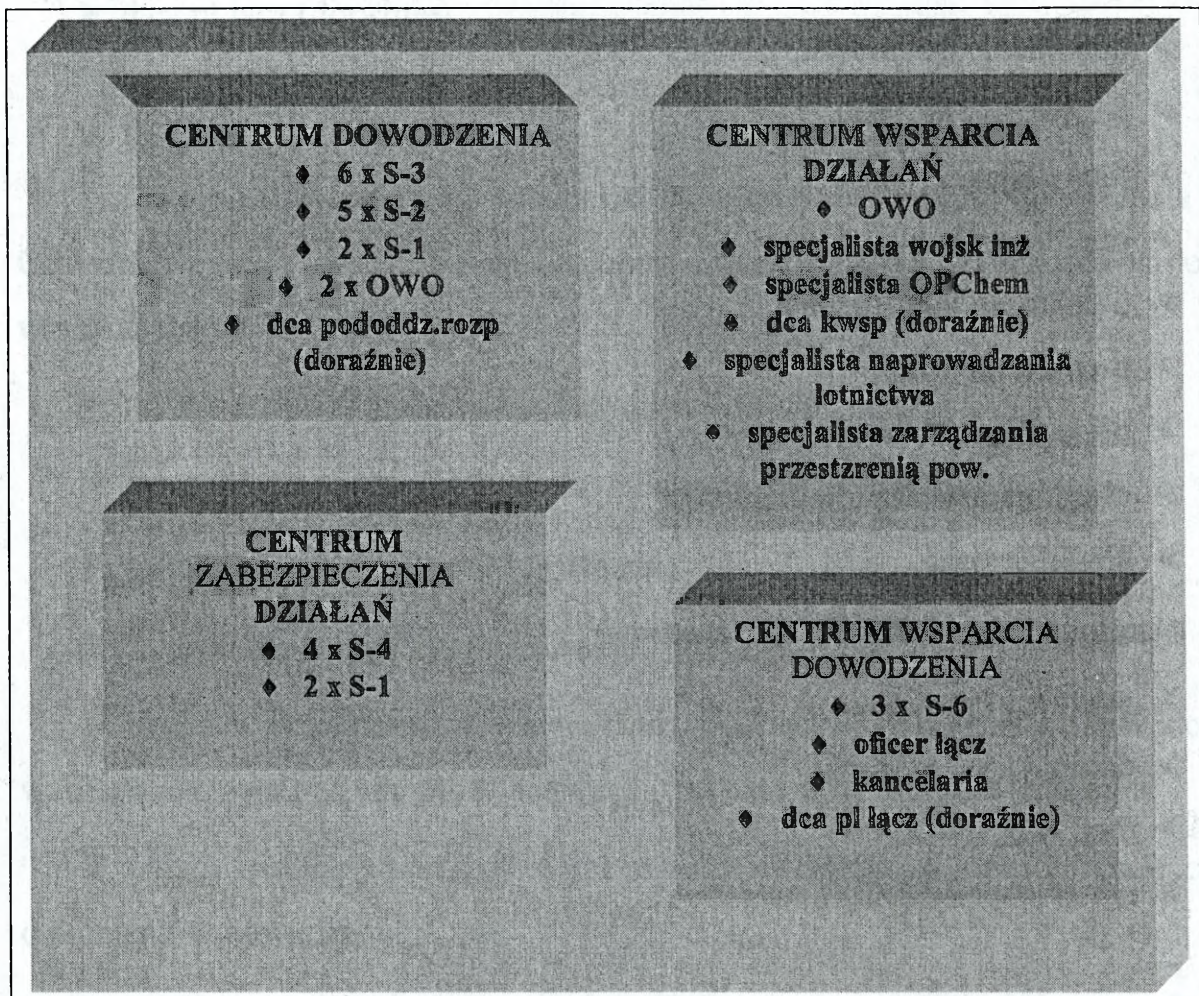 CENTRUM DOWODZENIA
♦ 6 x S-3
♦ 5 x S-2
♦ 2 x S-1
♦ 2 x OWO
♦ dca pododdz.rozp
(doraźnie)
CENTRUM WSPARCIA
DZIAŁAŃ
♦ OWO
♦ specjalista wojsk inż
♦ specjalista OPChem
♦ dca kwsp (doraźnie)
♦ specjalista naprowadzania
lotnictwa
♦ specjalista zarządzania
przestzrenią pow.
CENTRUM
ZABEZPIECZENIA
DZIAŁAŃ
♦ 4 x S-4
♦ 2 x S-1
CENTRUM WSPARCIA
DOWODZENIA
♦ 3 x S-6
♦ oficer łącz
♦ kancelaria
♦ dca pl łącz (doraźnie)